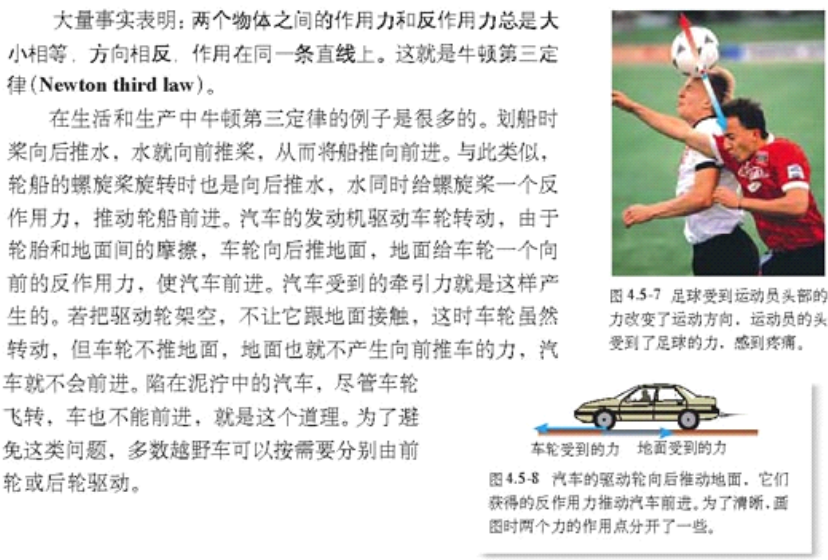 大量事实表明：两个物体之间的作用力和反作用力总是大
小相等，方向相反，作用在同一条直线上。这就是牛顿第三定
律（Newton third law）。
在生活和生产中牛顿第三定律的例子是很多的。划船时
桨向后推水，水就向前推桨，从而将船推向前进。与此类似，
轮船的螺旋桨旋转时也是向后推水，水同时给螺旋桨一个反
作用力，推动轮船前进。汽车的发动机驱动车轮转动，由于
轮胎和地面间的摩擦，车轮向后推地面，地面给车轮一个向
前的反作用力，使汽车前进。汽车受到的牵引力就是这样产
生的。若把驱动轮架空，不让它跟地面接触，这时车轮虽然
转动，但车轮不推地面，地面也就不产生向前推车的力，汽
车就不会前进。陷在泥泞中的汽车，尽管车轮
飞转，车也不能前进，就是这个道理。为了避
免这类问题，多数越野车可以按需要分别由前
轮或后轮驱动。
图 4.5-7 足球受到运动员头部的
力改变了运动方向，运动员的头
受到了足球的力，感到疼痛。
车轮受到的力 地面受到的力
图 4.5-8 汽车的驱动轮向后推动地面，它们
获得的反作用力推动汽车前进。为了清晰，画
图时两个力的作用点分开了一些。